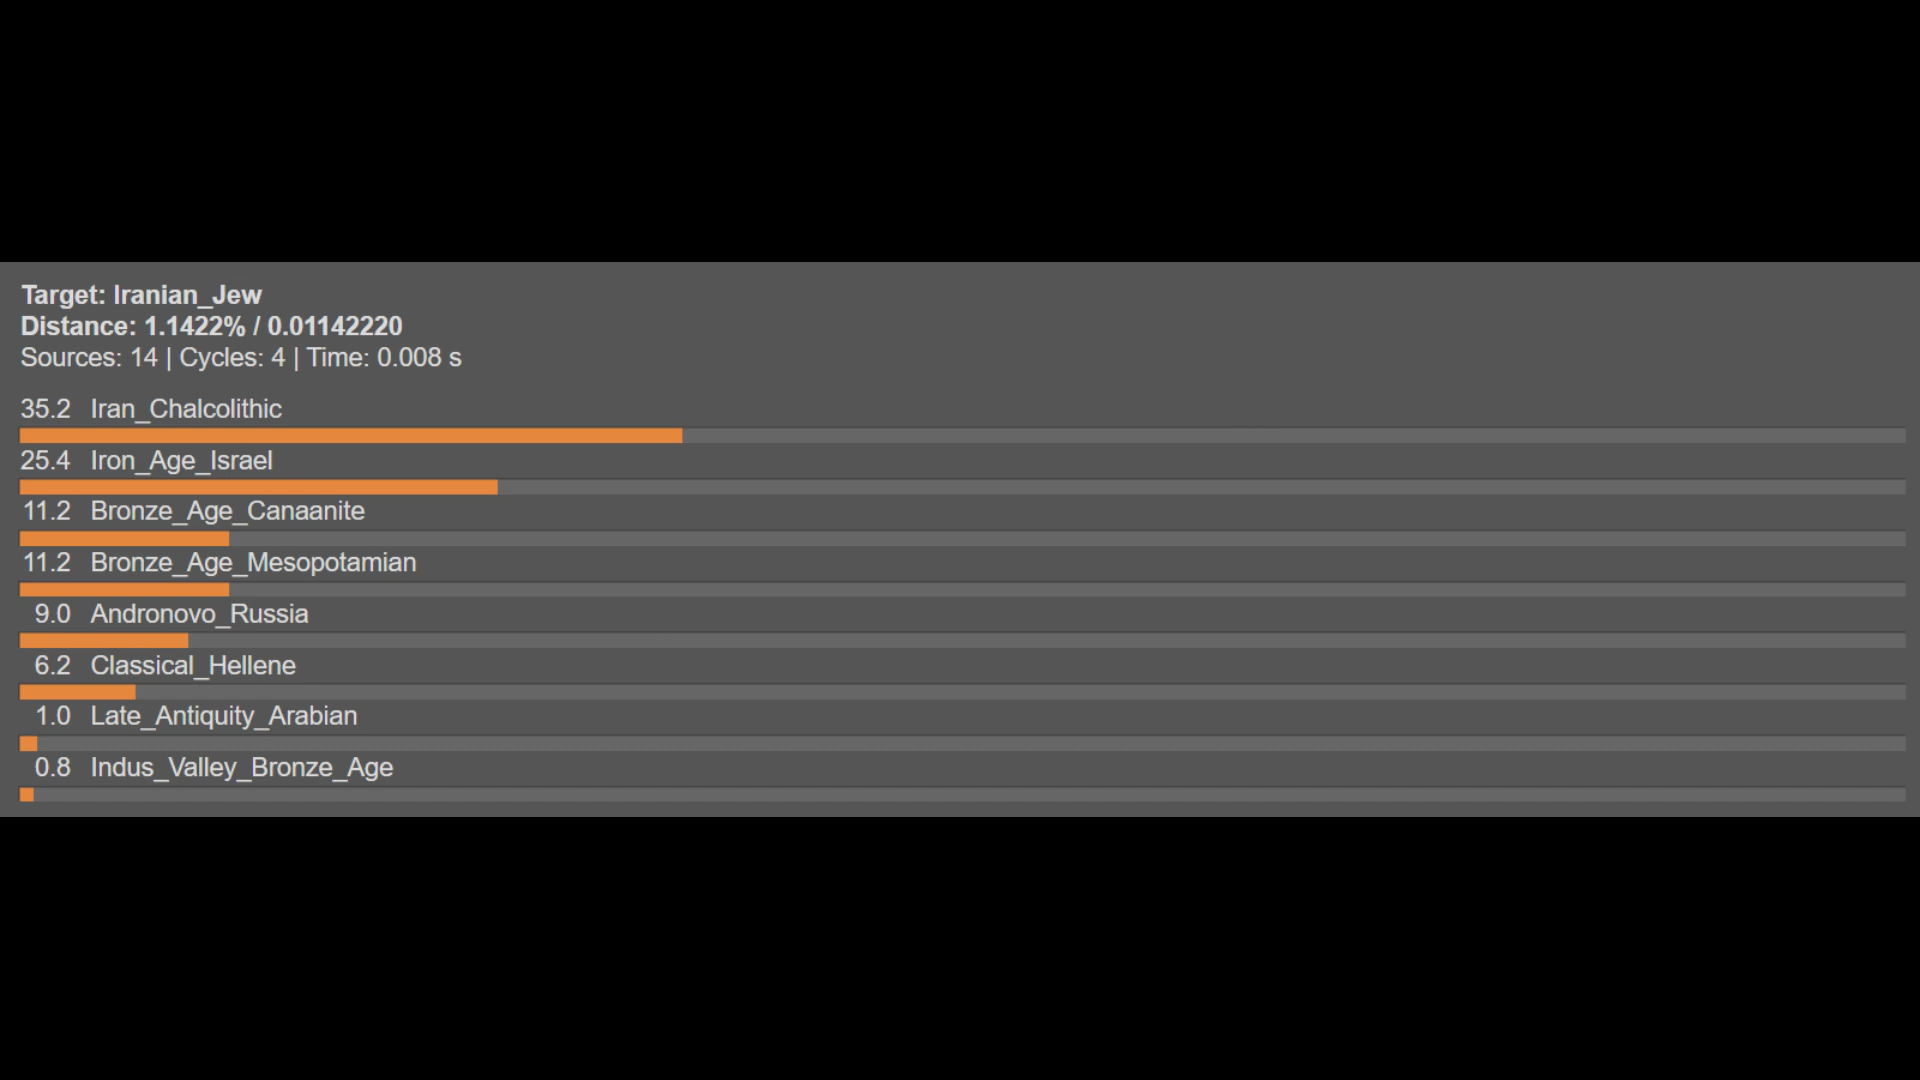 Target: Iranian_Jew
Distance: 1.1422% / 0.01142220
Sources: 14 | Cycles: 4 | Time: 0.008 s
35.2 Iran_Chalcolithic
25.4 Iron_Age_Israel
11.2 Bronze_Age_Canaanite
11.2 Bronze_Age_Mesopotamian
9.0 Andronovo_Russia
6.2 Classical_Hellene
1.0 Late_Antiquity_Arabian
0.8 Indus_Valley_Bronze_Age